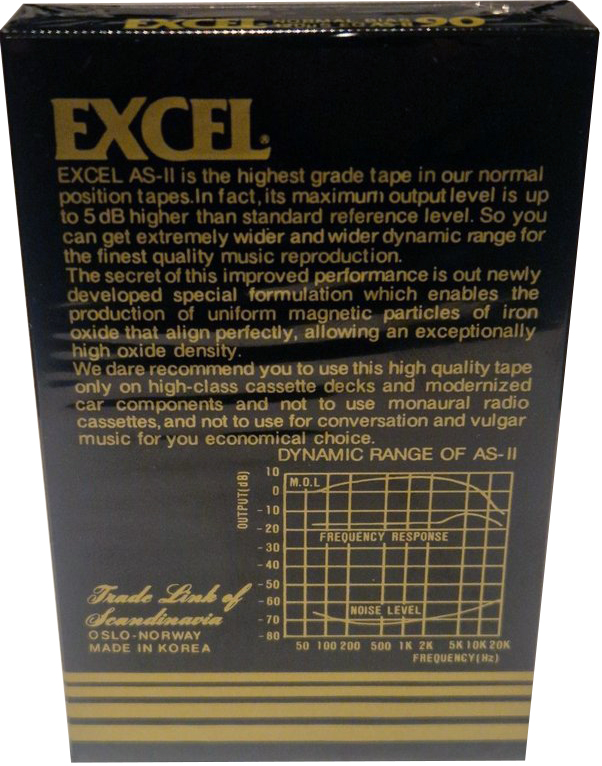 EXCEL NORMAL BIAS 90
EXCEL®
EXCEL AS-II is the highest grade tape in our normal
position tapes.In fact, its maximum output level is up
to 5 dB higher than standard reference level. So you
can get extremely wider and wider dynamic range for
the finest quality music reproduction.
The secret of this improved performance is out newly
developed special formulation which enables the
production of uniform magnetic particles of iron
oxide that align perfectly, allowing an exceptionally
high oxide density.
We dare recommend you to use this high quality tape
only on high-class cassette decks and modernized
car components and not to use monaural radio
cassettes, and not to use for conversation and vulgar
music for you economical choice.
DYNAMIC RANGE OF AS-II
OUTPUT(dB)
10
0
-10
-20
-30
-40
-50
-60
-70
-80
M.O.L
FREQUENCY RESPONSE
NOISE LEVEL
50 100 200 500 1K 2K 5K 10K 20K
FREQUENCY(Hz)
Trade Link of
Scandinavia
OSLO-NORWAY
MADE IN KOREA